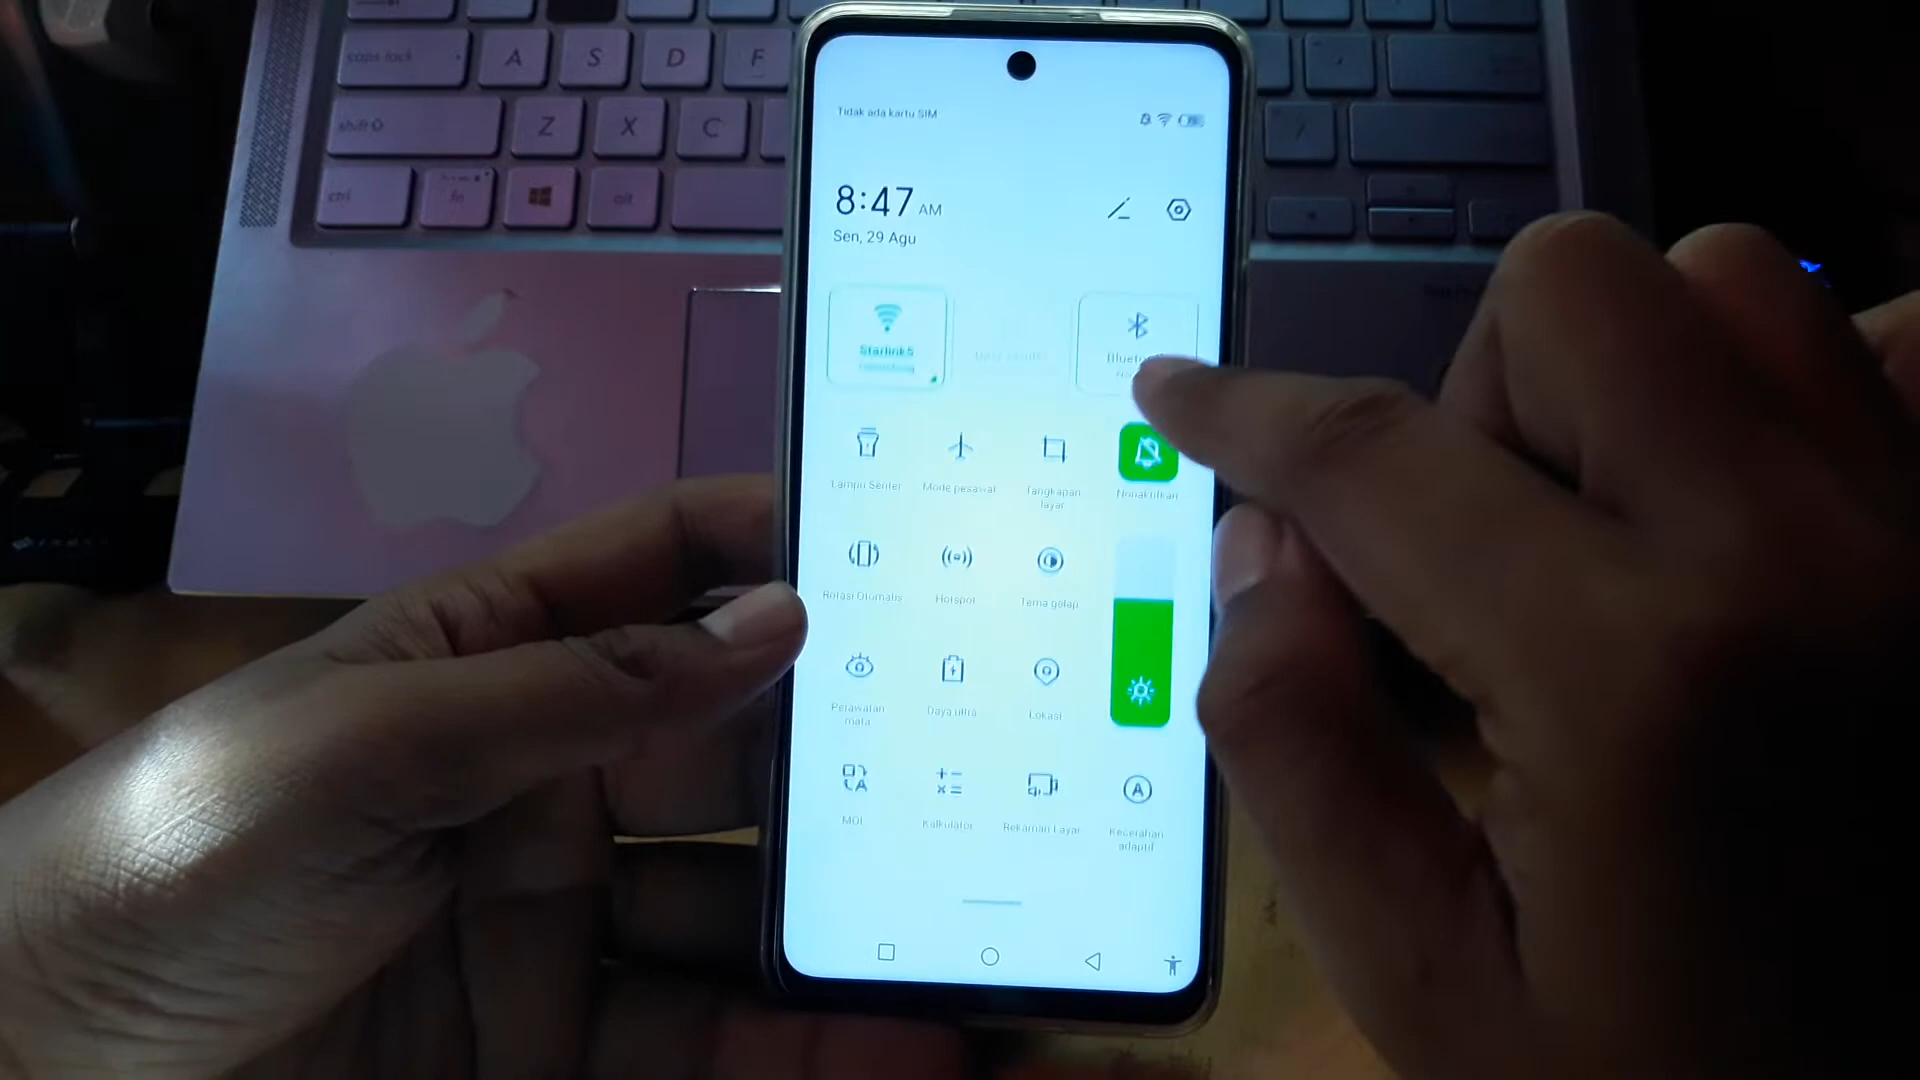 caps lock
A
S
D
F
shift
Z
X
C
ctrl
fn
alt
Tidak ada kartu SIM
8:47 AM
Sen, 29 Agu
Starlink5
Lampu Senter
Mode pesawat
Tangkapan
layar
Nonaktifkan
Rotasi Otomatis
Hotspot
Tema gelap
Perawatan
mata
Daya ultra
Lokasi
MOL
Kalkulator
Rekaman Layar
Kecerahan
adaptif